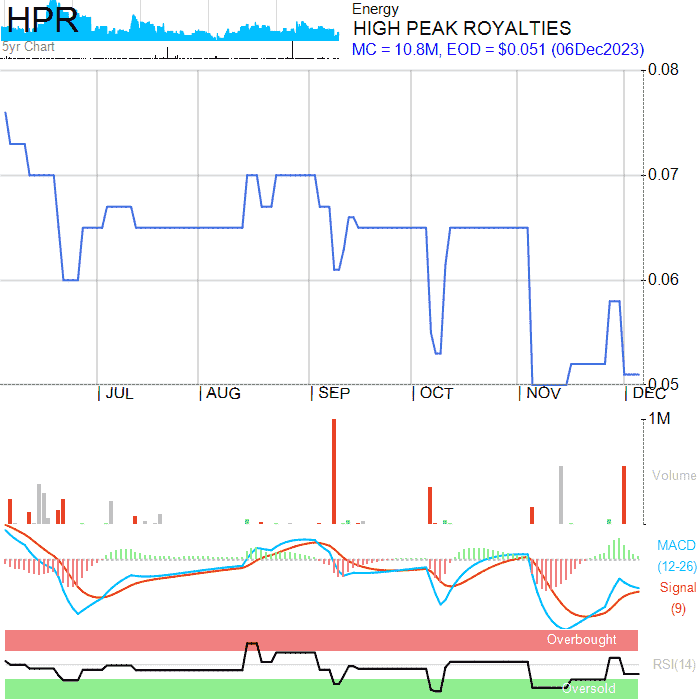 HPR
Energy
HIGH PEAK ROYALTIES
5yr Chart
MC = 10.8M, EOD = $0.051 (06Dec2023)
0.08
0.07
0.06
0.05
JUL
AUG
SEP
OCT
NOV
DEC
1M
Volume
MACD
(12-26)
Signal
(9)
Overbought
RSI(14)
Oversold